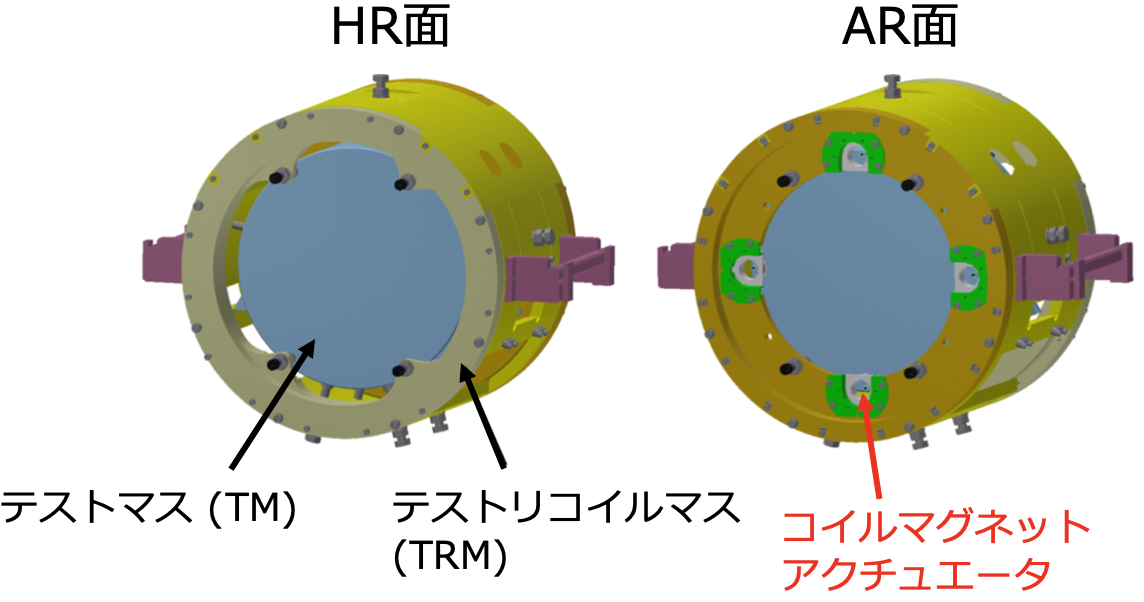 HR面
AR面
テストマス (TM)
テストリコイルマス
(TRM)
コイルマグネット
アクチュエータ